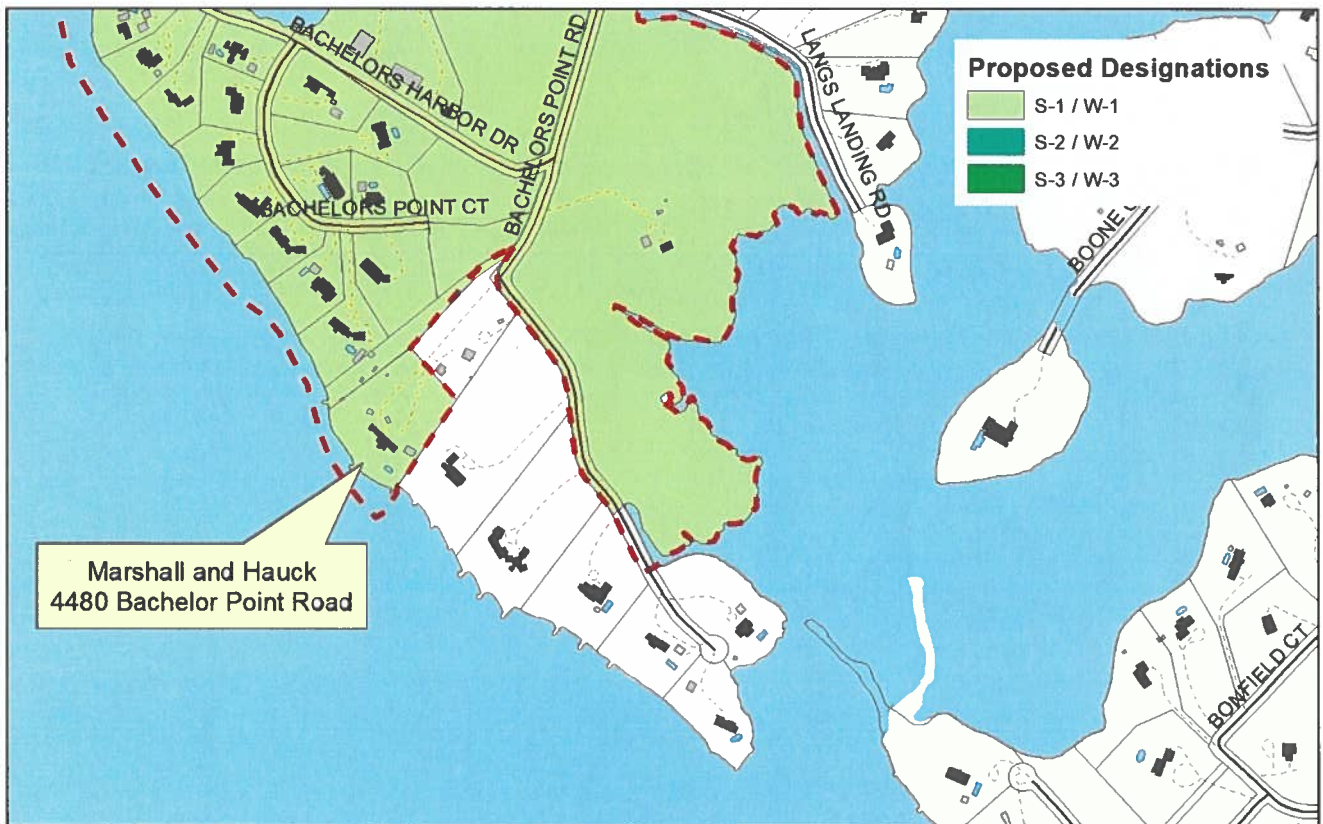 BACHELORS HARBOR DR
BACHELORS POINT RD
LANGS LANDING RD
Proposed Designations
S-1 / W-1
S-2 / W-2
S-3 / W-3
BACHELORS POINT CT
BOONE
Marshall and Hauck
4480 Bachelor Point Road
BONFIELD CT